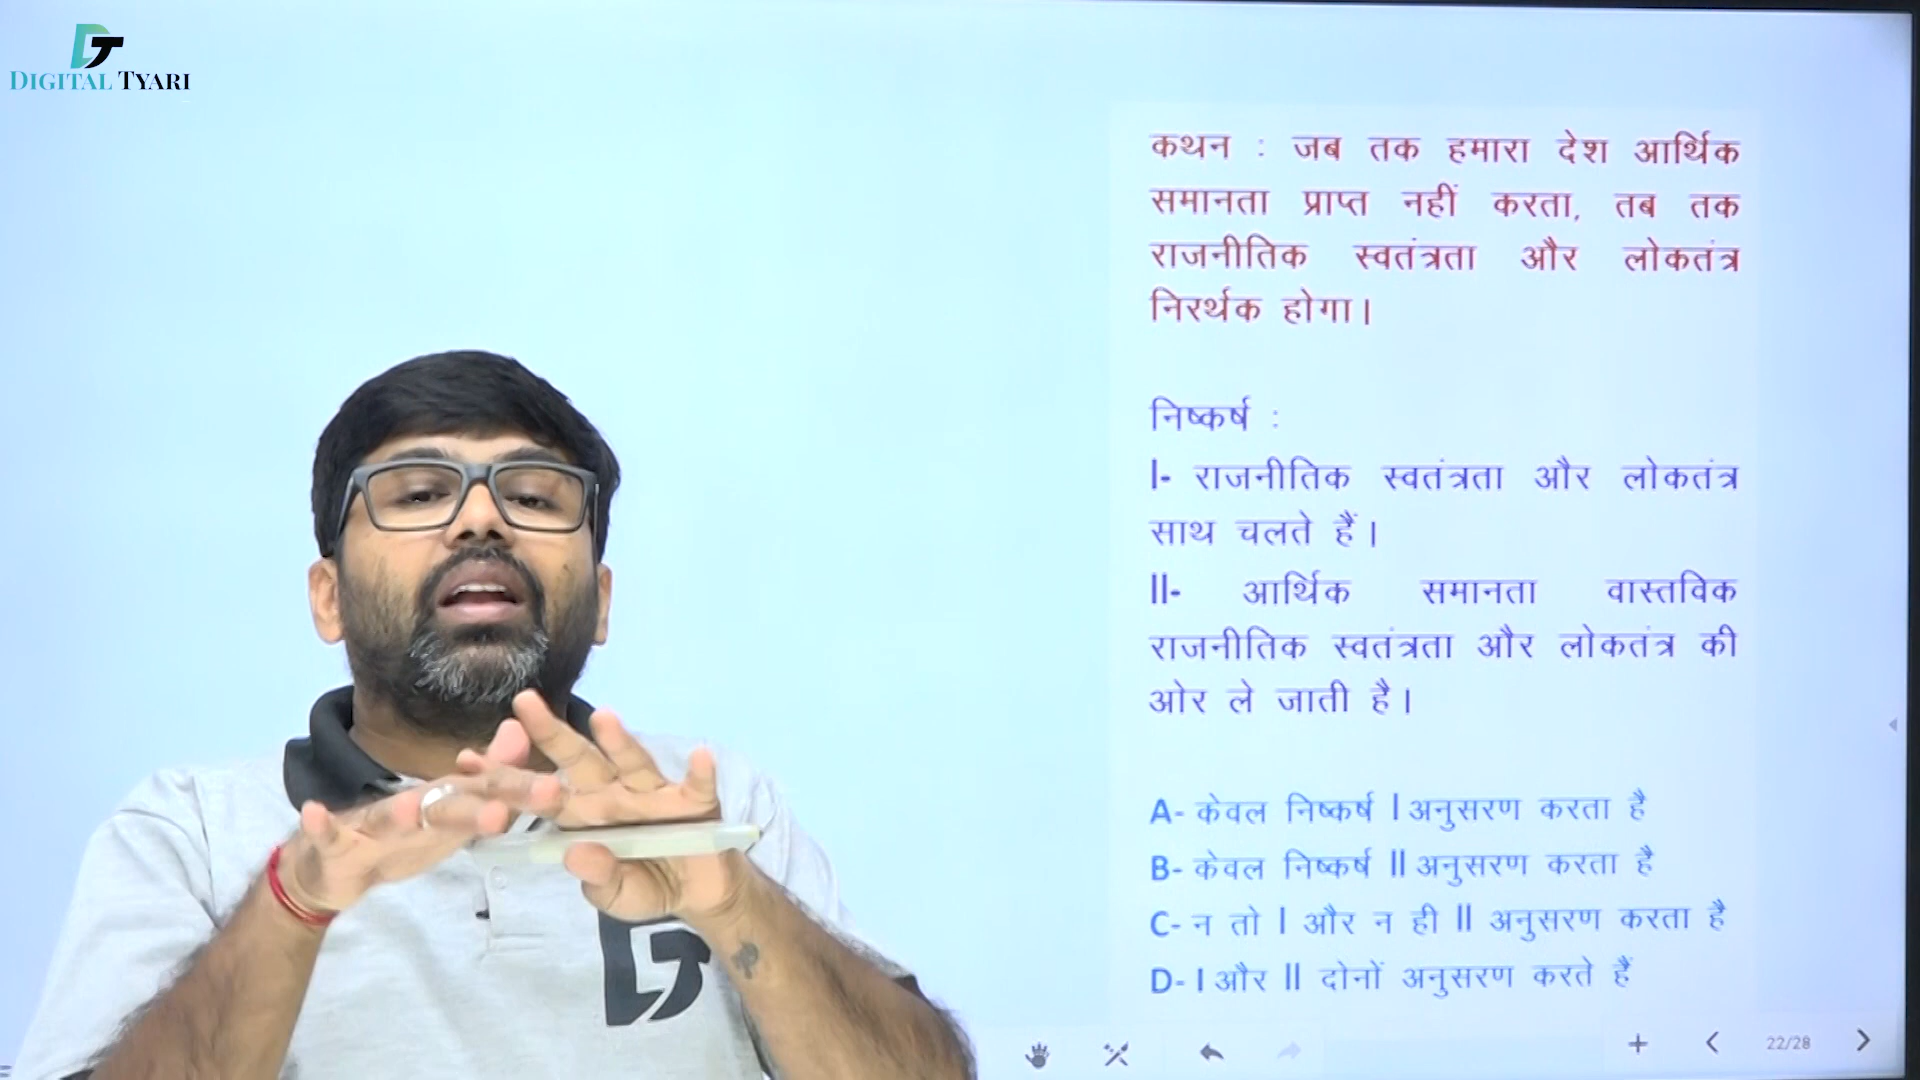 DIGITAL TYARI
कथन : जब तक हमारा देश आर्थिक
समानता प्राप्त नहीं करता, तब तक
राजनीतिक स्वतंत्रता और लोकतंत्र
निरर्थक होगा।
निष्कर्ष :
I- राजनीतिक स्वतंत्रता और लोकतंत्र
साथ चलते हैं।
II- आर्थिक समानता वास्तविक
राजनीतिक स्वतंत्रता और लोकतंत्र की
ओर ले जाती है।
A- केवल निष्कर्ष I अनुसरण करता है
B- केवल निष्कर्ष II अनुसरण करता है
C- न तो I और न ही II अनुसरण करता है
D- I और II दोनों अनुसरण करते हैं
22/28